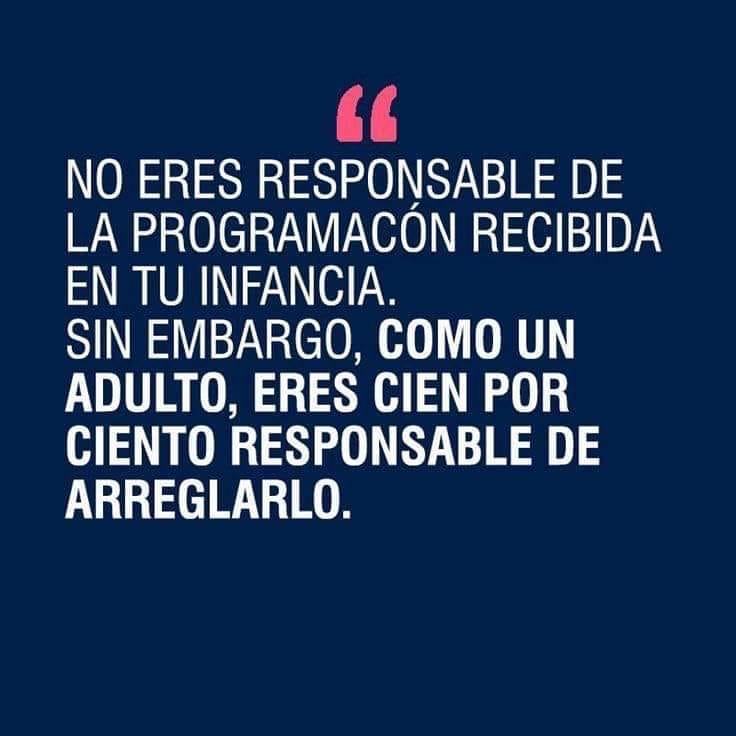 “
NO ERES RESPONSABLE DE
LA PROGRAMACÓN RECIBIDA
EN TU INFANCIA.
SIN EMBARGO, COMO UN
ADULTO, ERES CIEN POR
CIENTO RESPONSABLE DE
ARREGLARLO.